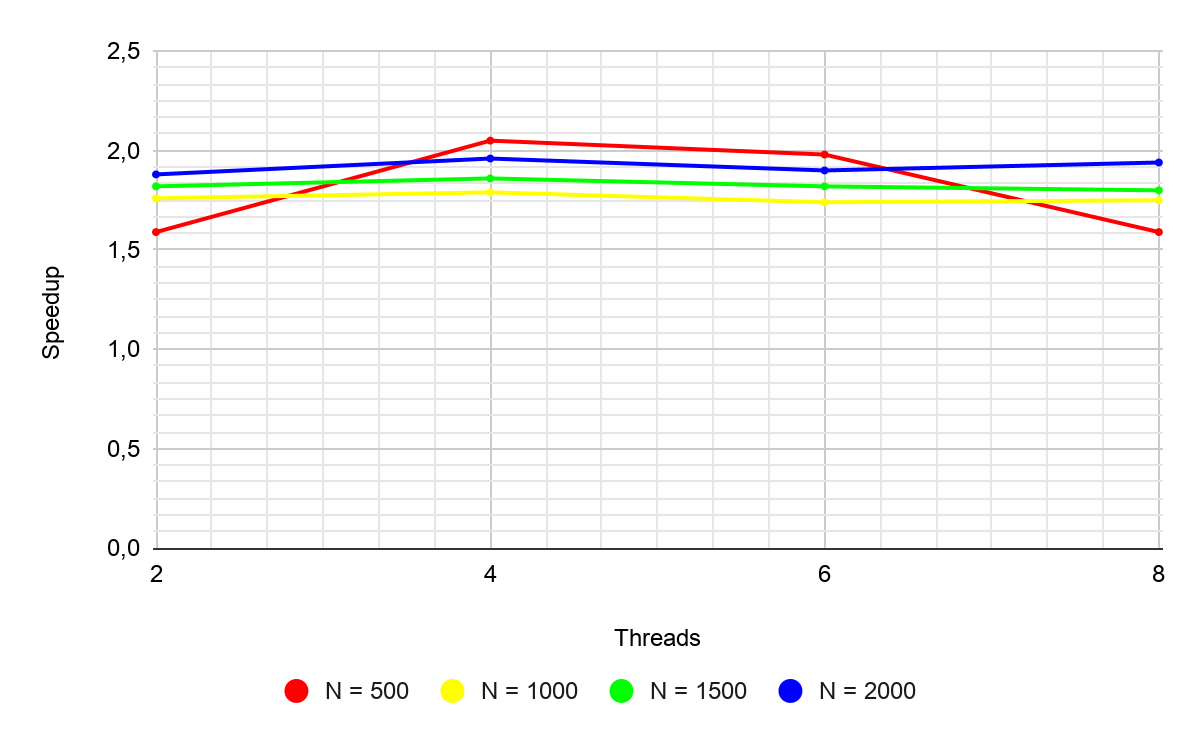 2,5
2,0
1,5
1,0
0,5
0,0
Speedup
2 4 6 8
Threads
N = 500 N = 1000 N = 1500 N = 2000